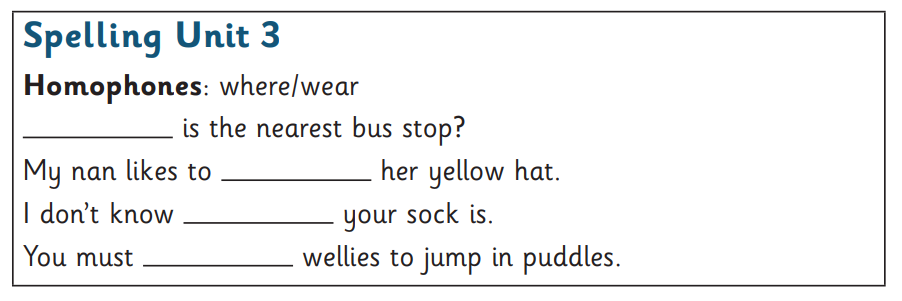 Spelling Unit 3
Homophones: where/wear
__________ is the nearest bus stop?
My nan likes to __________ her yellow hat.
I don't know __________ your sock is.
You must __________ wellies to jump in puddles.